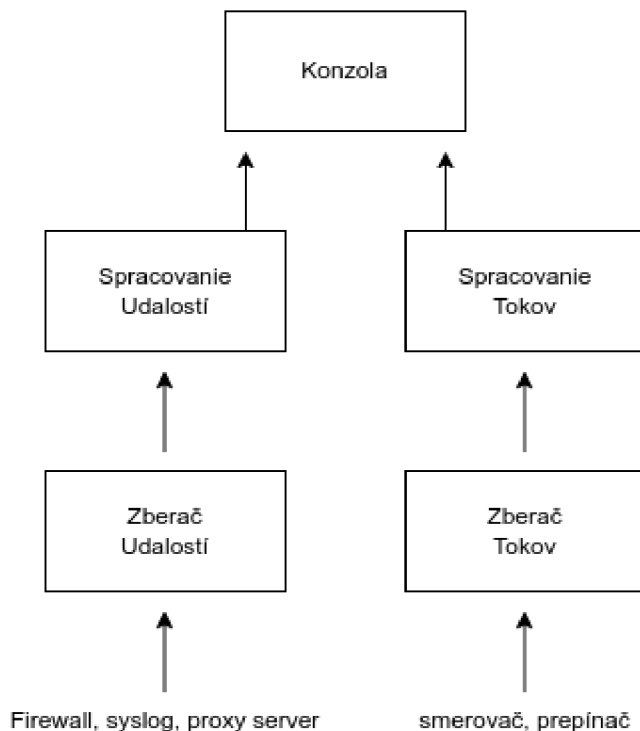 Konzola
Spracovanie
Udalostí
Spracovanie
Tokov
Zberač
Udalostí
Zberač
Tokov
Firewall, syslog, proxy server
smerovač, prepínač